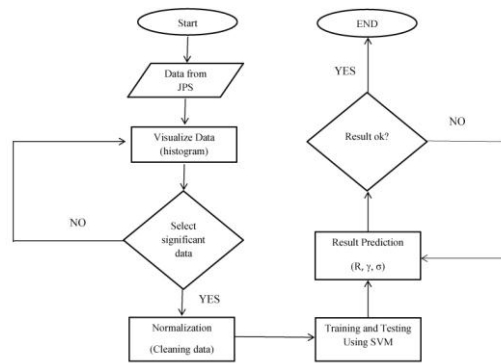 Start
Data from
JPS
Visualize Data
(histogram)
NO
Select
significant
data
YES
Normalization
(Cleaning data)
Training and Testing
Using SVM
Result Prediction
(R, γ, σ)
Result ok?
NO
YES
END